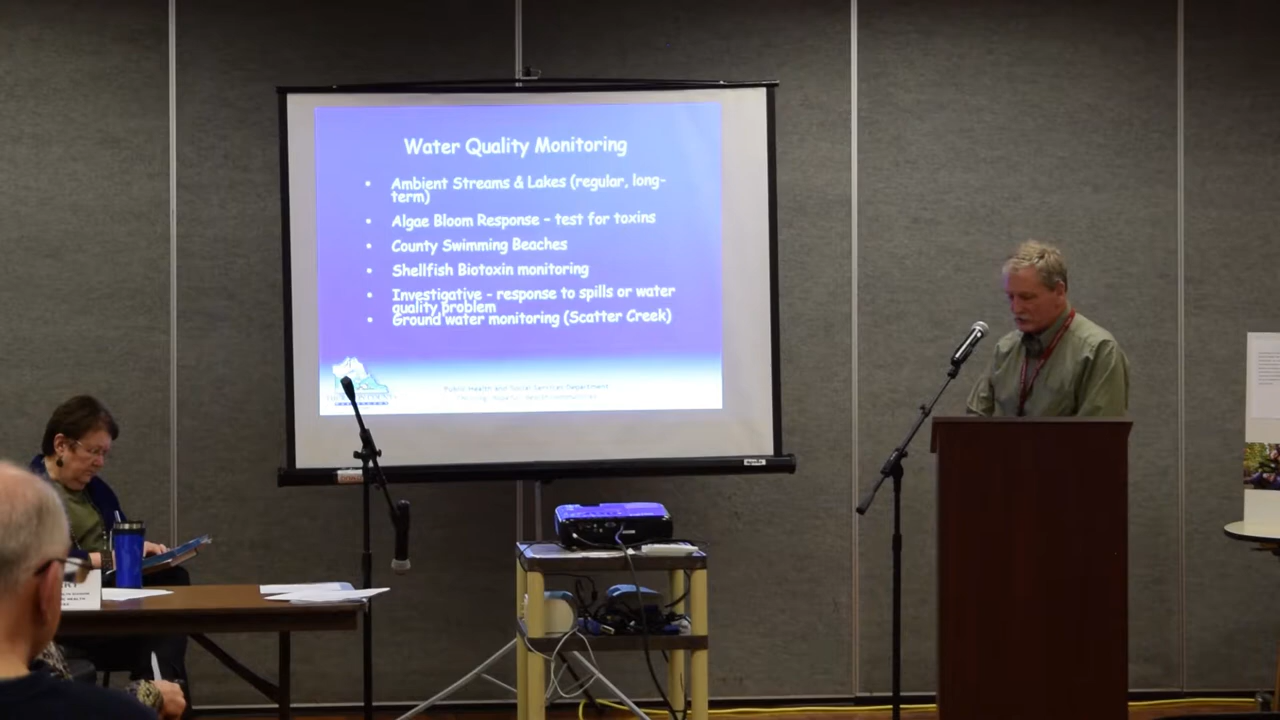 Water Quality Monitoring
• Ambient Streams & Lakes (regular, long-
term)
• Algae Bloom Response – test for toxins
• County Swimming Beaches
• Shellfish Biotoxin monitoring
• Investigative - response to spills or water
quality problem
• Ground water monitoring (Scatter Creek)
Public Health and Social Services Department